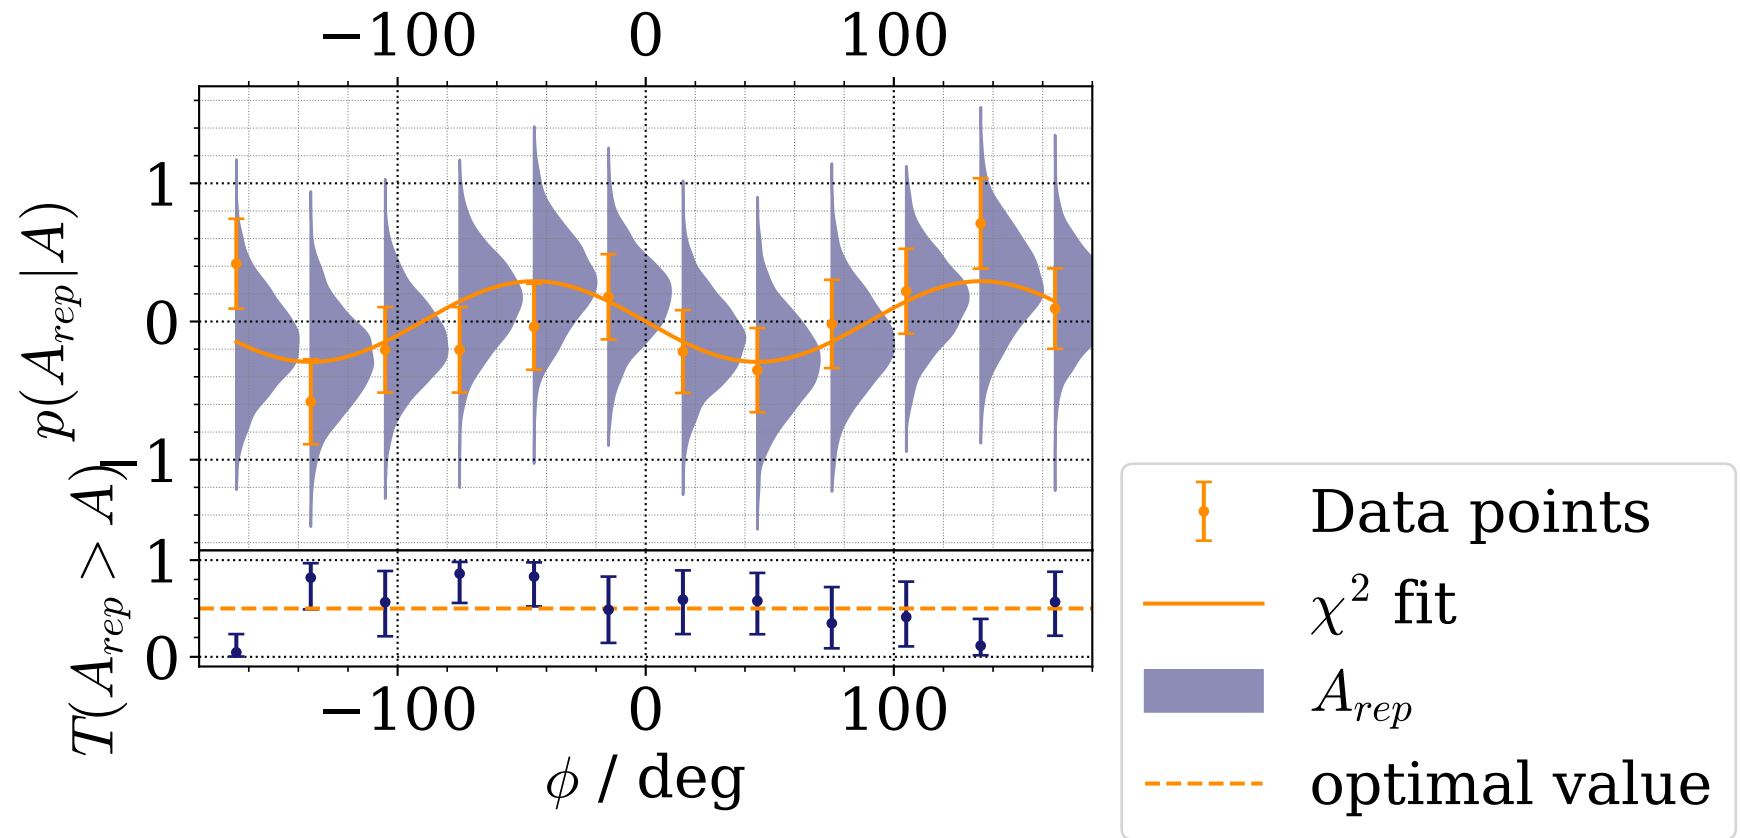 −100 0 100
1
0
−1
p(A_rep|A)
1
0
T(A_rep > A)
−100 0 100
ϕ / deg
Data points
χ² fit
A_rep
optimal value